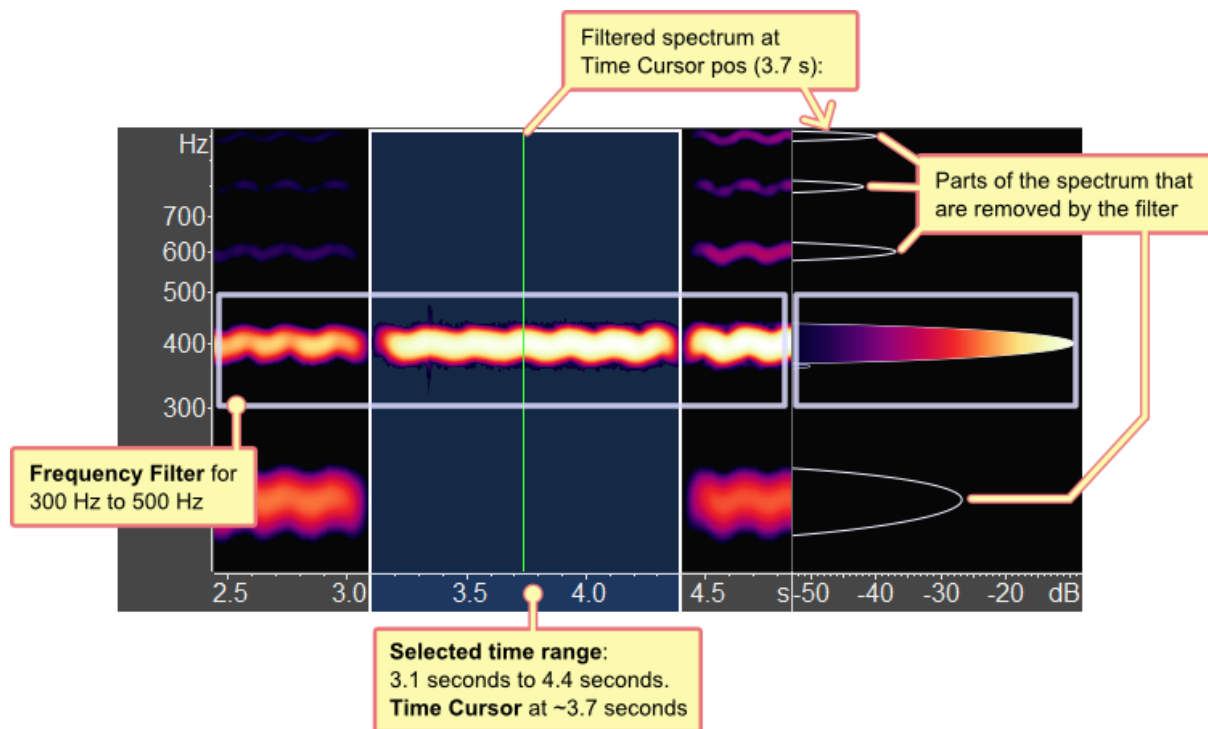 Filtered spectrum at
Time Cursor pos (3.7 s):
Hz
700
600
500
400
300
Parts of the spectrum that
are removed by the filter
Frequency Filter for
300 Hz to 500 Hz
2.5 3.0 3.5 4.0 4.5 s -50 -40 -30 -20 dB
Selected time range:
3.1 seconds to 4.4 seconds.
Time Cursor at ~3.7 seconds